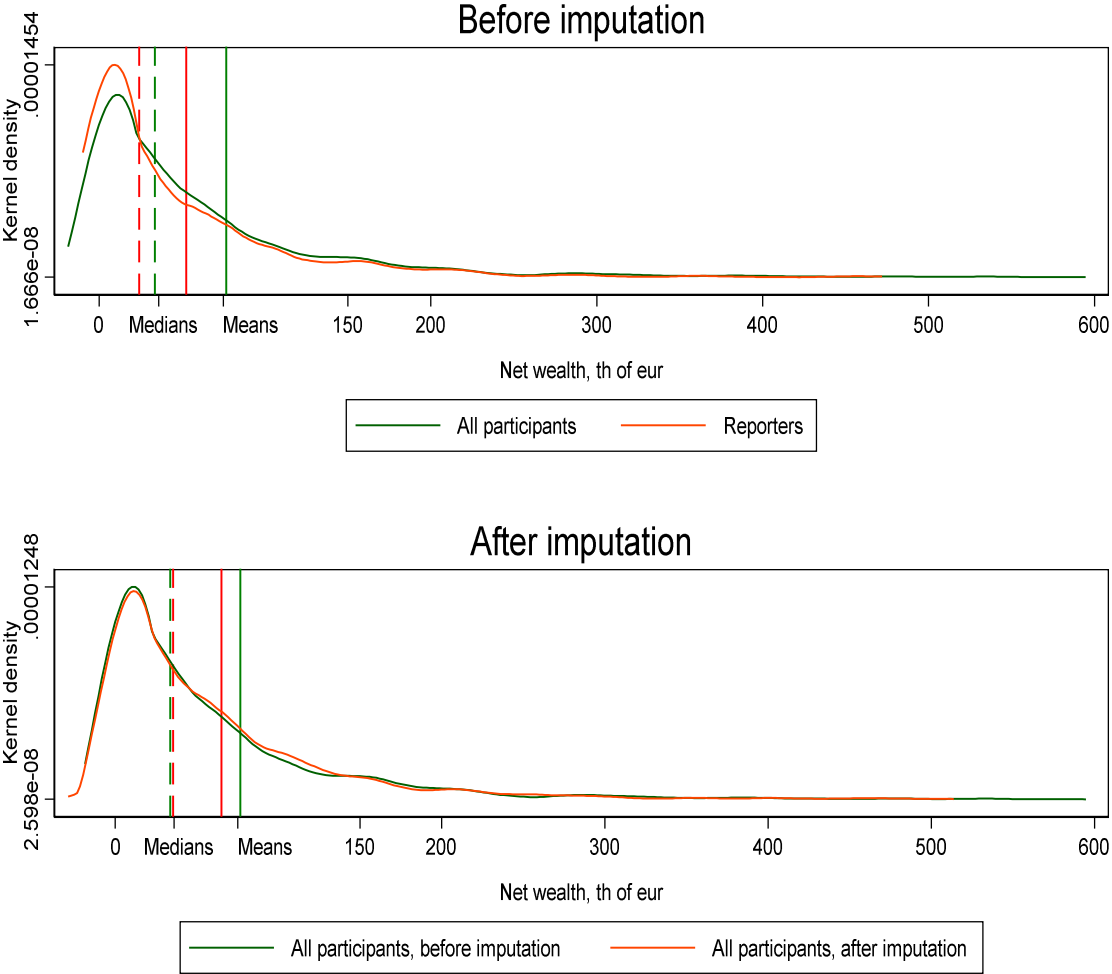 Before imputation
.00001454
Kernel density
1.666e-08
0 Medians Means 150 200 300 400 500 600
Net wealth, th of eur
All participants Reporters
After imputation
.00001248
Kernel density
2.598e-08
0 Medians Means 150 200 300 400 500 600
Net wealth, th of eur
All participants, before imputation All participants, after imputation